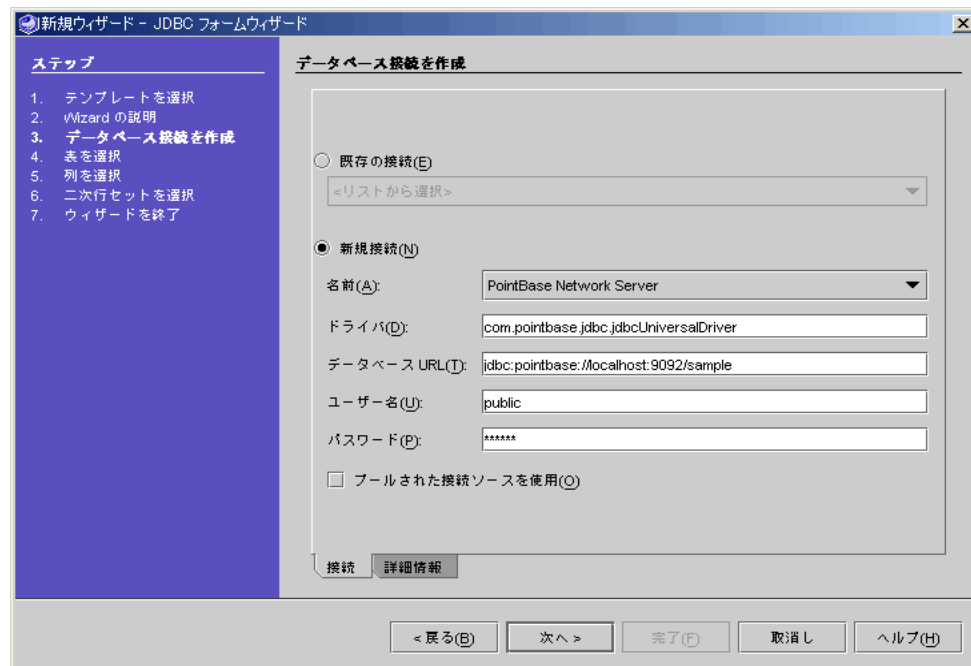 新規ウィザード - JDBC フォームウィザード
ステップ
1. テンプレートを選択
2. Wizard の説明
3. データベース接続を作成
4. 表を選択
5. 列を選択
6. 二次行セットを選択
7. ウィザードを終了
データベース接続を作成
既存の接続(E)
<リストから選択>
新規接続(N)
名前(A): PointBase Network Server
ドライバ(D): com.pointbase.jdbc.jdbcUniversalDriver
データベース URL(T): jdbc:pointbase://localhost:9092/sample
ユーザー名(U): public
パスワード(P): ******
プールされた接続ソースを使用(O)
接続 詳細情報
< 戻る(B) 次へ > 完了(F) 取消し ヘルプ(H)